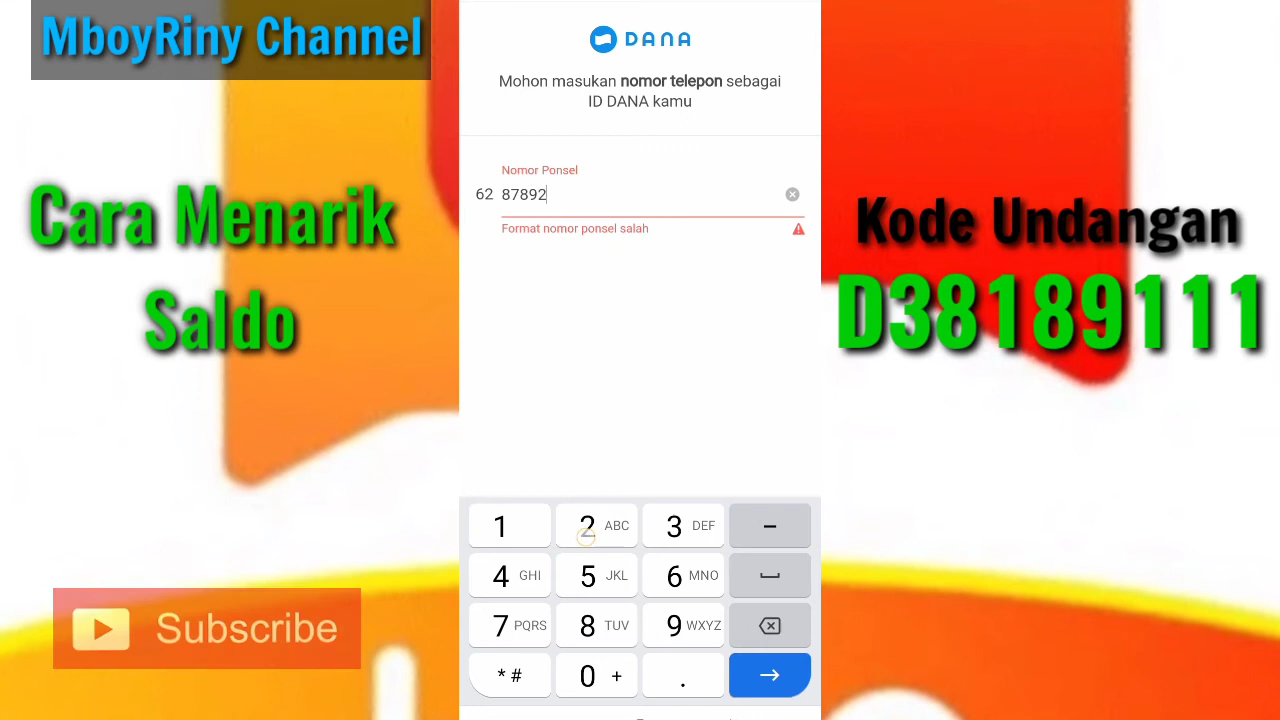 MboyRiny Channel
Cara Menarik
Saldo
Subscribe
DANA
Mohon masukan nomor telepon sebagai
ID DANA kamu
Nomor Ponsel
62 87892
Format nomor ponsel salah
1 2 ABC 3 DEF -
4 GHI 5 JKL 6 MNO
7 PQRS 8 TUV 9 WXYZ
* # 0 + .
Kode Undangan
D38189111